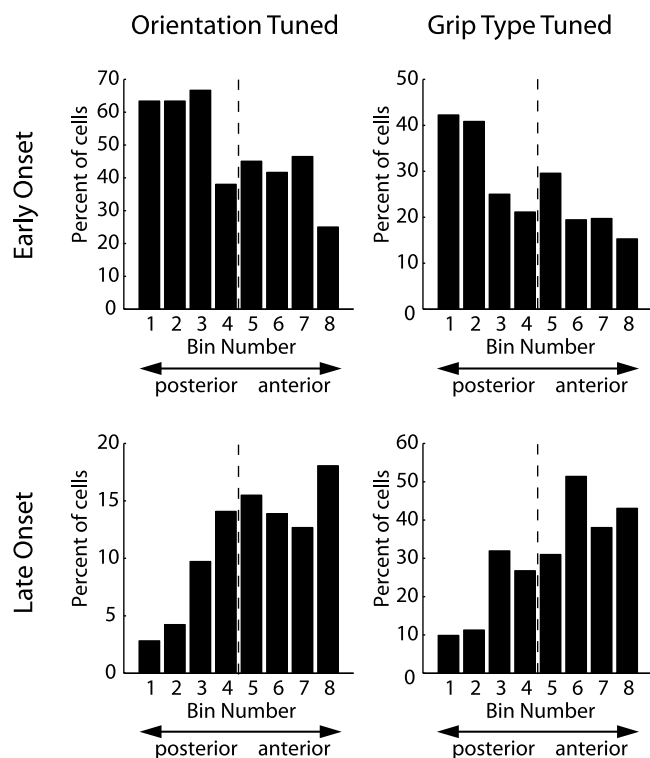 Orientation Tuned
Grip Type Tuned
Early Onset
Percent of cells
70
60
50
40
30
20
10
0
1 2 3 4 5 6 7 8
Bin Number
posterior anterior
Percent of cells
50
40
30
20
10
0
1 2 3 4 5 6 7 8
Bin Number
posterior anterior
Late Onset
Percent of cells
20
15
10
5
0
1 2 3 4 5 6 7 8
Bin Number
posterior anterior
Percent of cells
60
50
40
30
20
10
0
1 2 3 4 5 6 7 8
Bin Number
posterior anterior